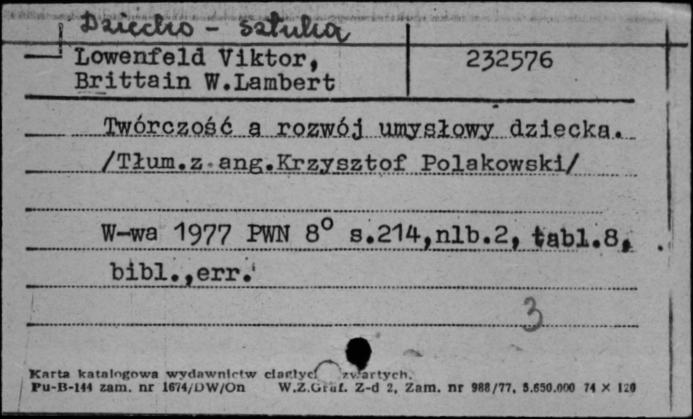 Dziecko - sztuka
Lowenfeld Viktor, 232576
Brittain W.Lambert
Twórczość a rozwój umysłowy dziecka.
/Tłum.z ang.Krzysztof Polakowski/
W-wa 1977 PWN 8° s.214,nlb.2, tabl.8,
bibl.,err.
3
Karta katalogowa wydawnictw ciągłych zwartych.
Pu-B-144 zam. nr 1674/DW/On W.Z.Graf. Z-d 2, Zam. nr 988/77, 5.650.000 74 × 120